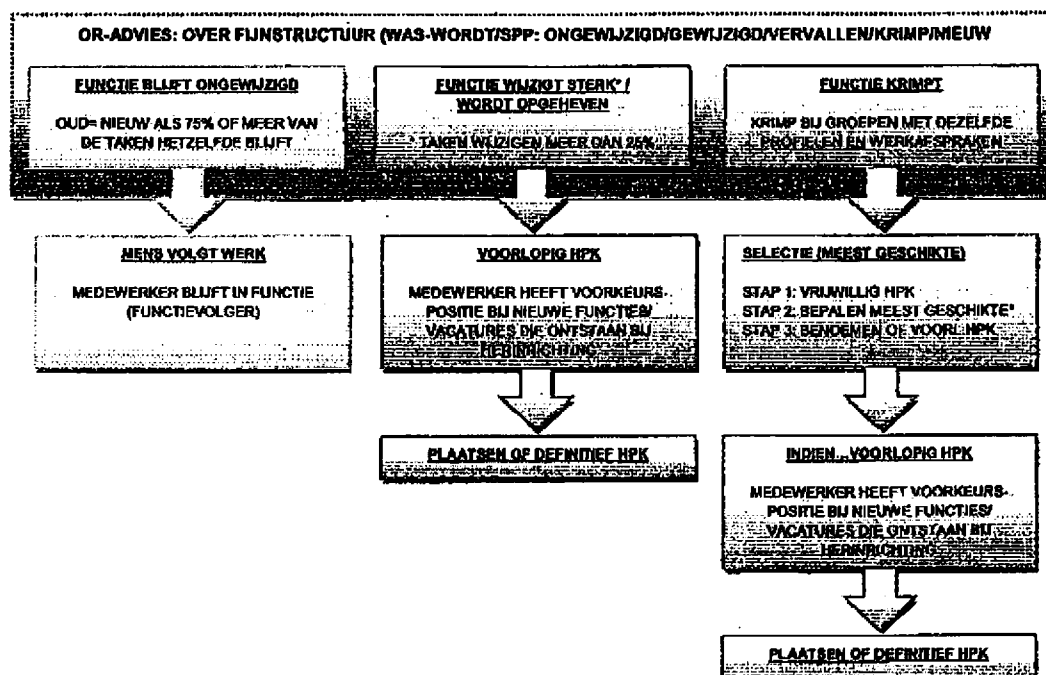 OR-ADVIES: OVER FIJNSTRUCTUUR (WAS-WORDT/SPP: ONGEWIJZIGD/GEWIJZIGD/VERVALLEN/KRIMP/NIEUW
FUNCTIE BLIJFT ONGEWIJZIGD
OUD= NIEUW ALS 75% OF MEER VAN
DE TAKEN HETZELFDE BLIJFT
FUNCTIE WIJZIGT STERK* /
WORDT OPGEHEVEN
* TAKEN WIJZIGEN MEER DAN 25%
FUNCTIE KRIMPT
KRIMP BIJ GROEPEN MET DEZELFDE
PROFIELEN EN WERKAFSPRAKEN
MENS VOLGT WERK
MEDEWERKER BLIJFT IN FUNCTIE
(FUNCTIEVOLGER)
VOORLOPIG HPK
MEDEWERKER HEEFT VOORKEURS-
POSITIE BIJ NIEUWE FUNCTIES/
VACATURES DIE ONTSTAAN BIJ
HERINRICHTING
SELECTIE (MEEST GESCHIKTE)
STAP 1: VRIJWILLIG HPK
STAP 2: BEPALEN MEEST GESCHIKTE*
STAP 3: BENOEMEN OF VOORL. HPK
PLAATSEN OF DEFINITIEF HPK
INDIEN...VOORLOPIG HPK
MEDEWERKER HEEFT VOORKEURS-
POSITIE BIJ NIEUWE FUNCTIES/
VACATURES DIE ONTSTAAN BIJ
HERINRICHTING
PLAATSEN OF DEFINITIEF HPK